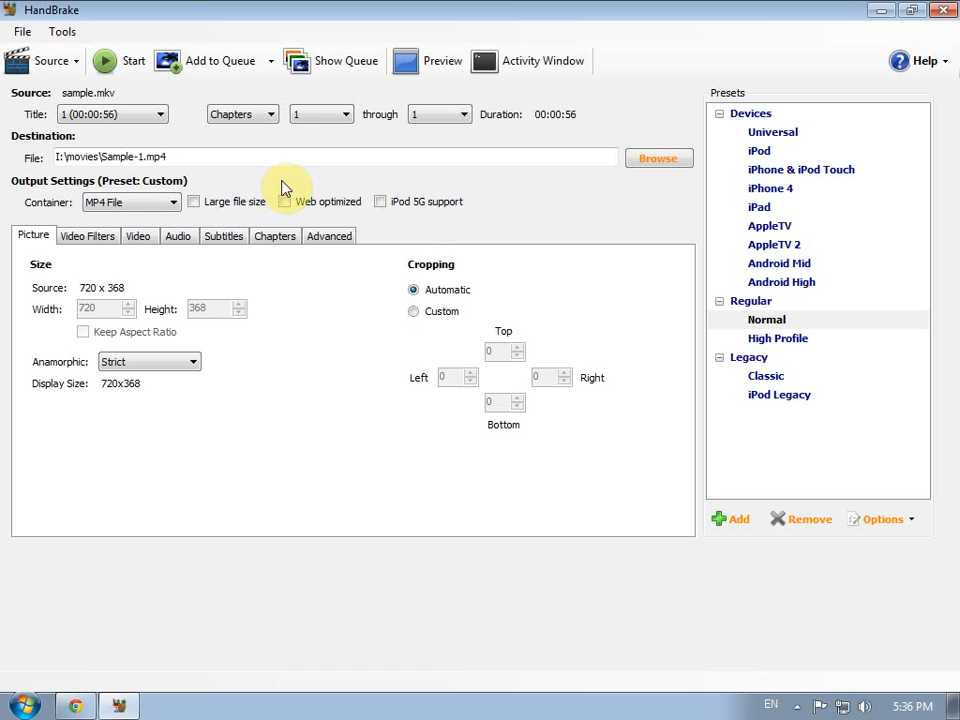 HandBrake
File Tools
Source Start Add to Queue Show Queue Preview Activity Window Help
Source: sample.mkv
Title: 1 (00:00:56) Chapters 1 through 1 Duration: 00:00:56
Destination:
File: I:\movies\Sample-1.mp4 Browse
Output Settings (Preset: Custom)
Container: MP4 File Large file size Web optimized iPod 5G support
Picture Video Filters Video Audio Subtitles Chapters Advanced
Size
Source: 720 x 368
Width: 720 Height: 368
Keep Aspect Ratio
Anamorphic: Strict
Display Size: 720x368
Cropping
Automatic
Custom
Top
0
Left 0 0 Right
0
Bottom
Presets
Devices
Universal
iPod
iPhone & iPod Touch
iPhone 4
iPad
AppleTV
AppleTV 2
Android Mid
Android High
Regular
Normal
High Profile
Legacy
Classic
iPod Legacy
Add Remove Options
EN 5:36 PM